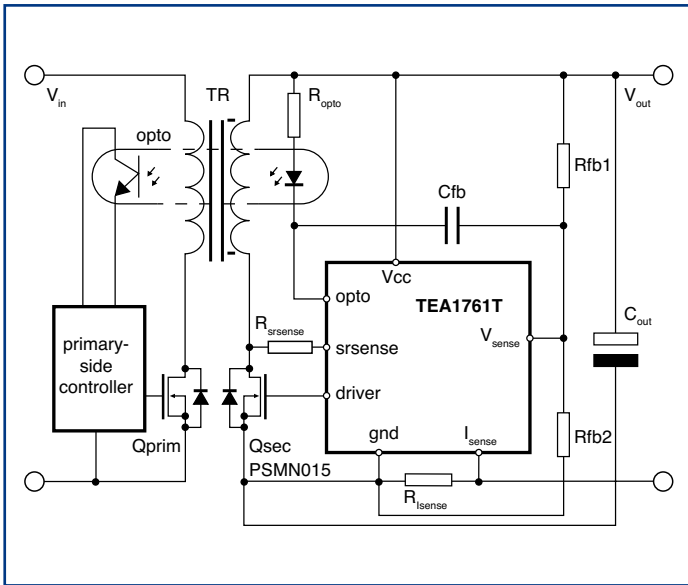 V_in
TR
opto
R_opto
V_out
Rfb1
Cfb
Vcc
TEA1761T
opto
V_sense
C_out
R_srsense
srsense
driver
primary-
side
controller
gnd
I_sense
Rfb2
Qprim
Qsec
PSMN015
R_Isense